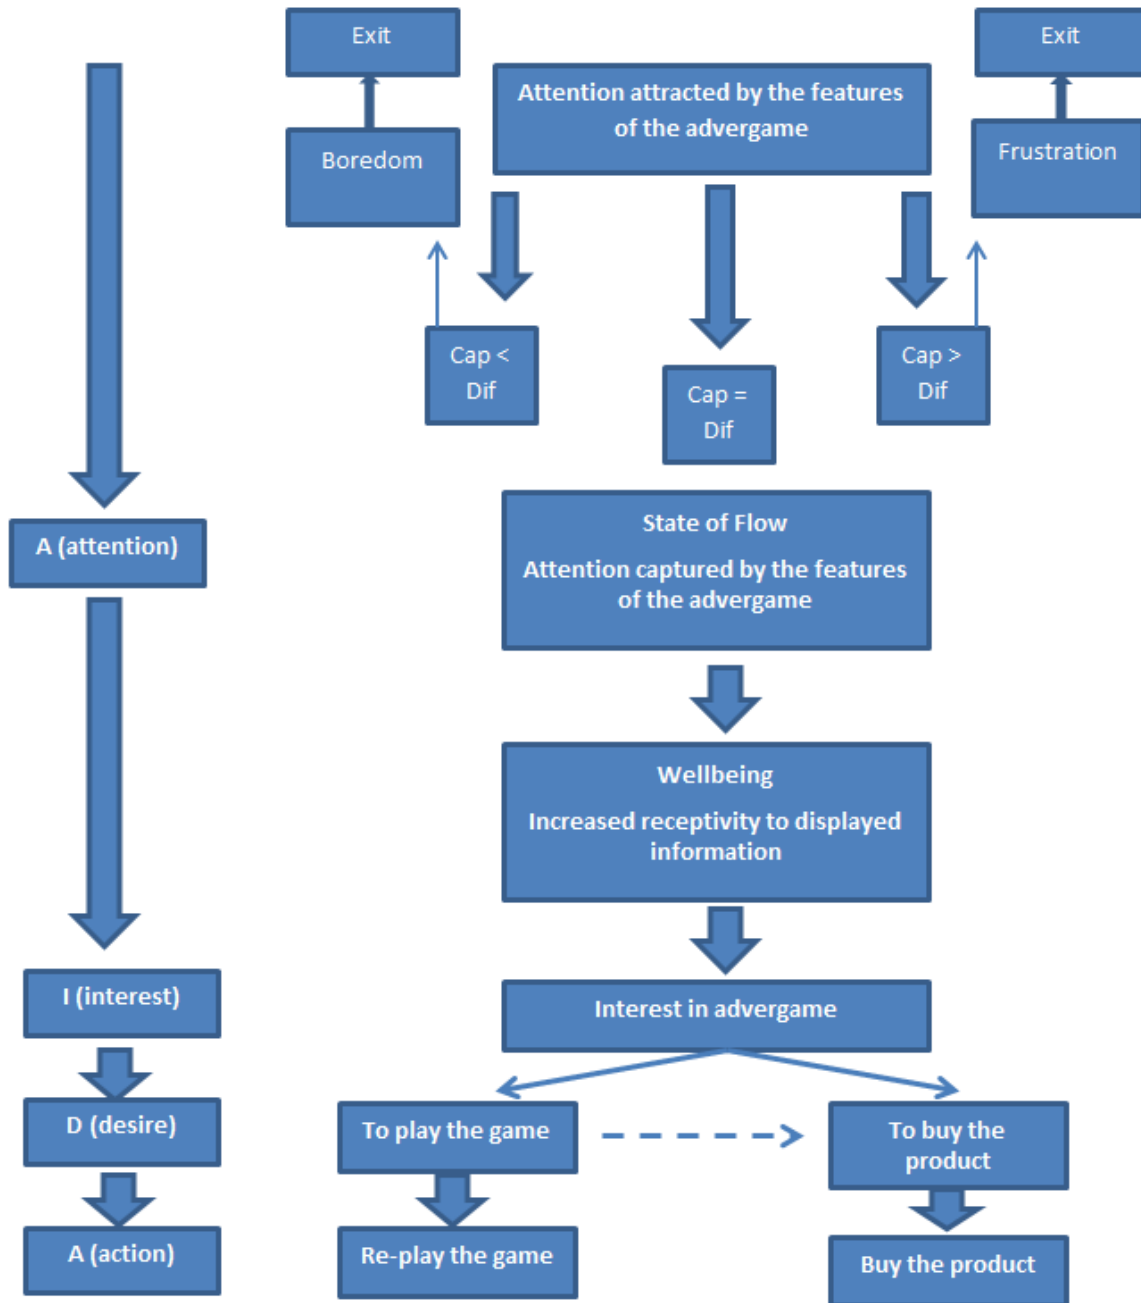 Exit
Exit
Attention attracted by the features
of the advergame
Boredom
Frustration
Cap <
Dif
Cap =
Dif
Cap >
Dif
A (attention)
State of Flow
Attention captured by the features
of the advergame
Wellbeing
Increased receptivity to displayed
information
I (interest)
Interest in advergame
D (desire)
To play the game
To buy the
product
A (action)
Re-play the game
Buy the product